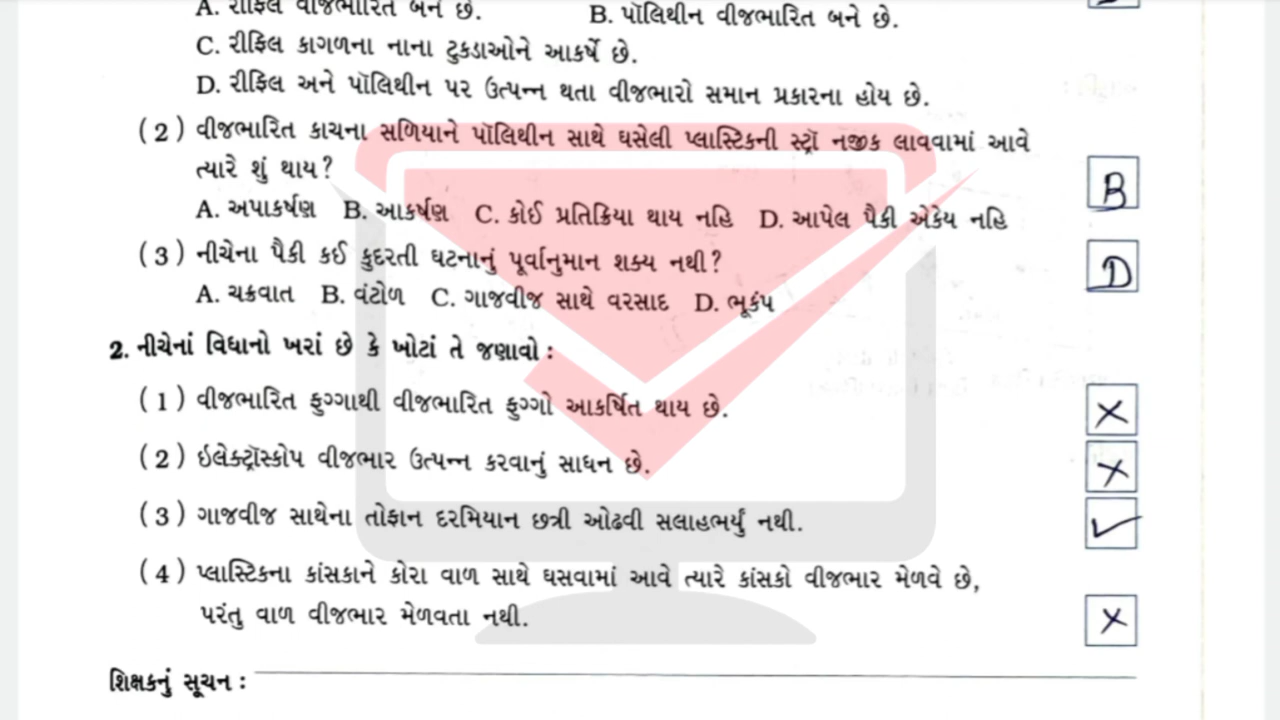 A. રીફિલ વીજભારિત બને છે. B. પૉલિથીન વીજભારિત બને છે.
C. રીફિલ કાગળના નાના ટુકડાઓને આકર્ષે છે.
D. રીફિલ અને પૉલિથીન પર ઉત્પન્ન થતા વીજભારો સમાન પ્રકારના હોય છે.
(2) વીજભારિત કાચના સળિયાને પૉલિથીન સાથે ઘસેલી પ્લાસ્ટિકની સ્ટ્રૉ નજીક લાવવામાં આવે
ત્યારે શું થાય? B
A. અપાકર્ષણ B. આકર્ષણ C. કોઈ પ્રતિક્રિયા થાય નહિ D. આપેલ પૈકી એકેય નહિ
(3) નીચેના પૈકી કઈ કુદરતી ઘટનાનું પૂર્વાનુમાન શક્ય નથી? D
A. ચક્રવાત B. વંટોળ C. ગાજવીજ સાથે વરસાદ D. ભૂકંપ
2. નીચેનાં વિધાનો ખરાં છે કે ખોટાં તે જણાવો :
(1) વીજભારિત ફુગ્ગાથી વીજભારિત ફુગ્ગો આકર્ષિત થાય છે. ×
(2) ઇલેક્ટ્રૉસ્કોપ વીજભાર ઉત્પન્ન કરવાનું સાધન છે. ×
(3) ગાજવીજ સાથેના તોફાન દરમિયાન છત્રી ઓઢવી સલાહભર્યું નથી. ✓
(4) પ્લાસ્ટિકના કાંસકાને કોરા વાળ સાથે ઘસવામાં આવે ત્યારે કાંસકો વીજભાર મેળવે છે,
પરંતુ વાળ વીજભાર મેળવતા નથી. ×
શિક્ષકનું સૂચન :